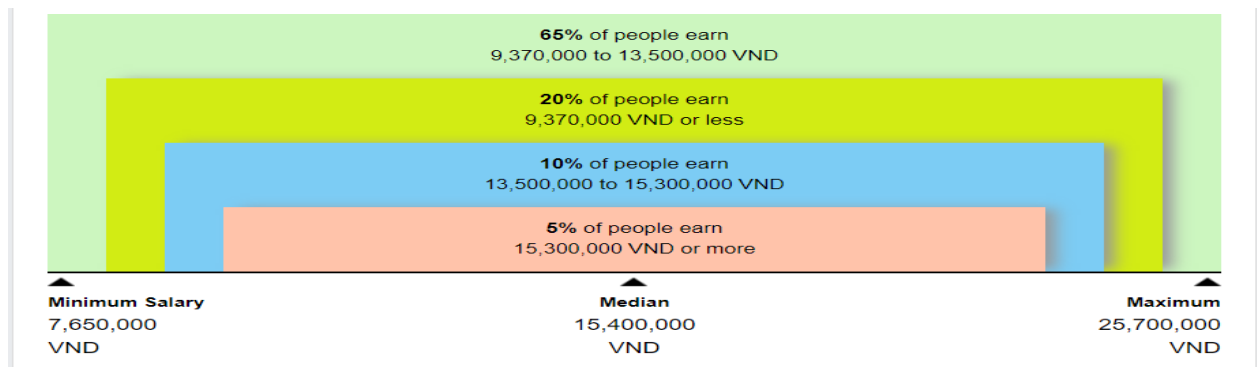 65% of people earn
9,370,000 to 13,500,000 VND
20% of people earn
9,370,000 VND or less
10% of people earn
13,500,000 to 15,300,000 VND
5% of people earn
15,300,000 VND or more
Minimum Salary
7,650,000
VND
Median
15,400,000
VND
Maximum
25,700,000
VND